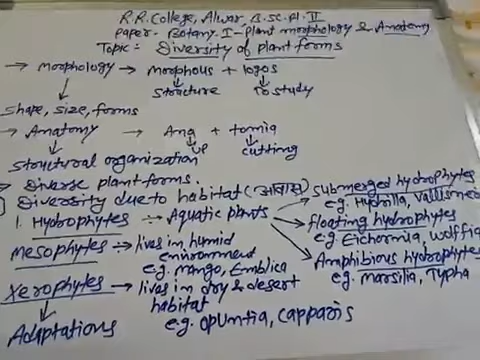 R.R. College, Alwar, B.Sc. Pt. II
Paper- Botany. I- Plant morphology & Anatomy
Topic: Diversity of plant forms
→ Morphology → Morphous + logos
↓ structure ↓ To study
shape, size, forms
→ Anatomy → Ana + tomia
↓ up ↓ cutting
structural organization
→ Diverse plant forms.
Diversity due to habitat (आवास)
1. Hydrophytes ÷ Aquatic plants
submerged hydrophytes
e.g. Hydrilla,
floating hydrophytes
e.g. Eichornia, wolffia
Amphibious hydrophytes
e.g. Marsilia, Typha
Mesophytes → lives in humid
environment
e.g. Mango, Emblica
Xerophytes → lives in dry & desert
habitat
e.g. Opuntia, Capparis
↓
Adaptations